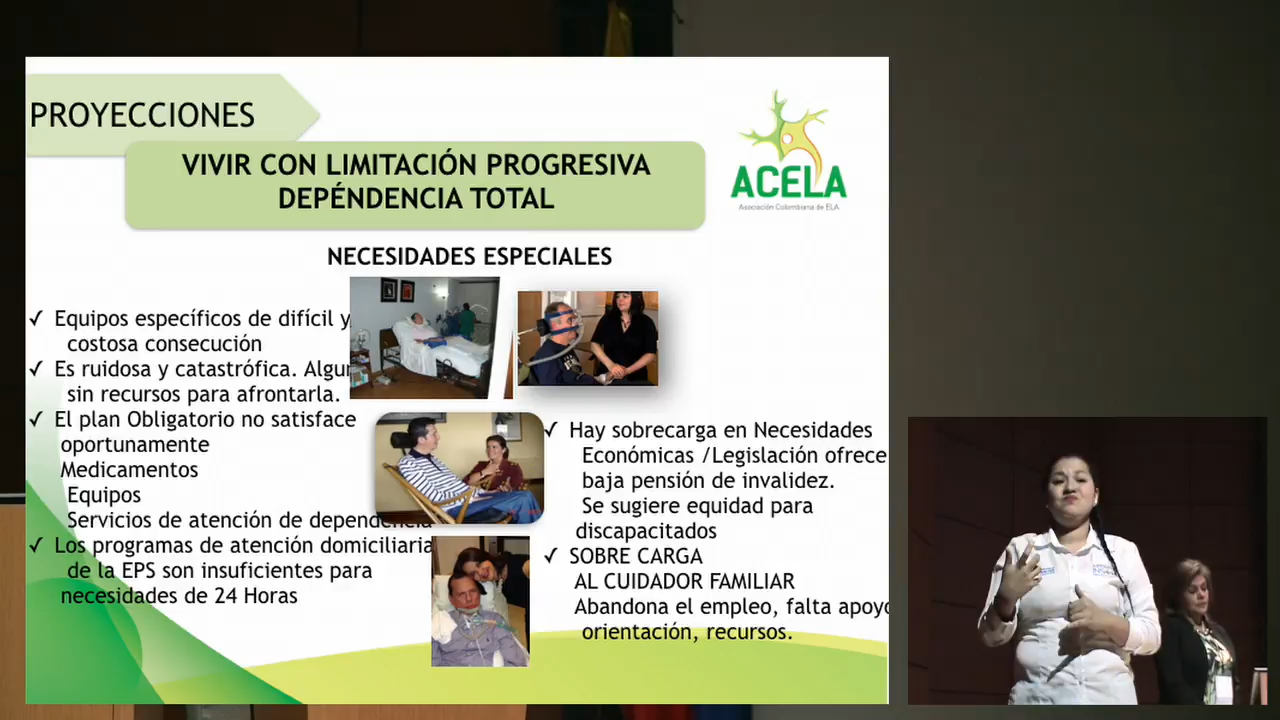 PROYECCIONES
VIVIR CON LIMITACIÓN PROGRESIVA
DEPÉNDENCIA TOTAL
ACELA
Asociación Colombiana de ELA
NECESIDADES ESPECIALES
✓ Equipos específicos de difícil y
costosa consecución
✓ Es ruidosa y catastrófica. Algun
sin recursos para afrontarla.
✓ El plan Obligatorio no satisface
oportunamente
Medicamentos
Equipos
Servicios de atención de dependencia
✓ Los programas de atención domiciliaria
de la EPS son insuficientes para
necesidades de 24 Horas
✓ Hay sobrecarga en Necesidades
Económicas /Legislación ofrece
baja pensión de invalidez.
Se sugiere equidad para
discapacitados
✓ SOBRE CARGA
AL CUIDADOR FAMILIAR
Abandona el empleo, falta apoyo
orientación, recursos.